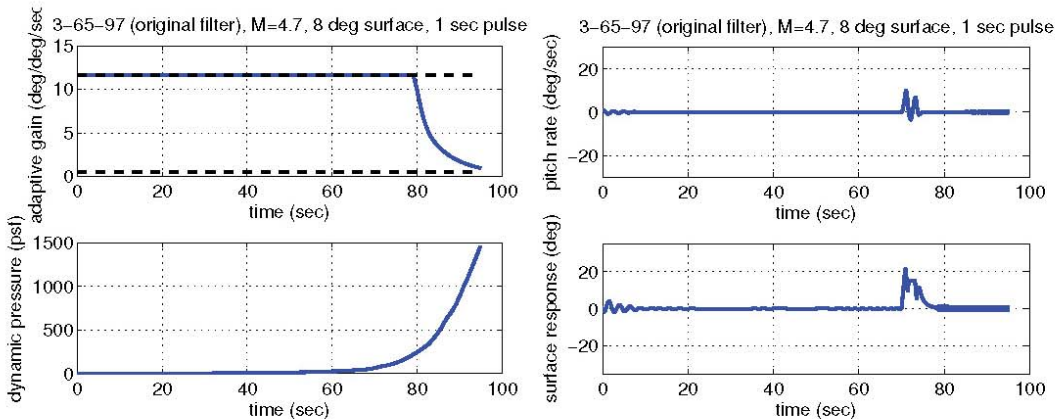 3-65-97 (original filter), M=4.7, 8 deg surface, 1 sec pulse
adaptive gain (deg/deg/sec
15
10
5
0
0 20 40 60 80 100
time (sec)
dynamic pressure (psf)
1500
1000
500
0
0 20 40 60 80 100
time (sec)
3-65-97 (original filter), M=4.7, 8 deg surface, 1 sec pulse
pitch rate (deg/sec)
20
0
-20
0 20 40 60 80 100
time (sec)
surface response (deg)
20
0
-20
0 20 40 60 80 100
time (sec)